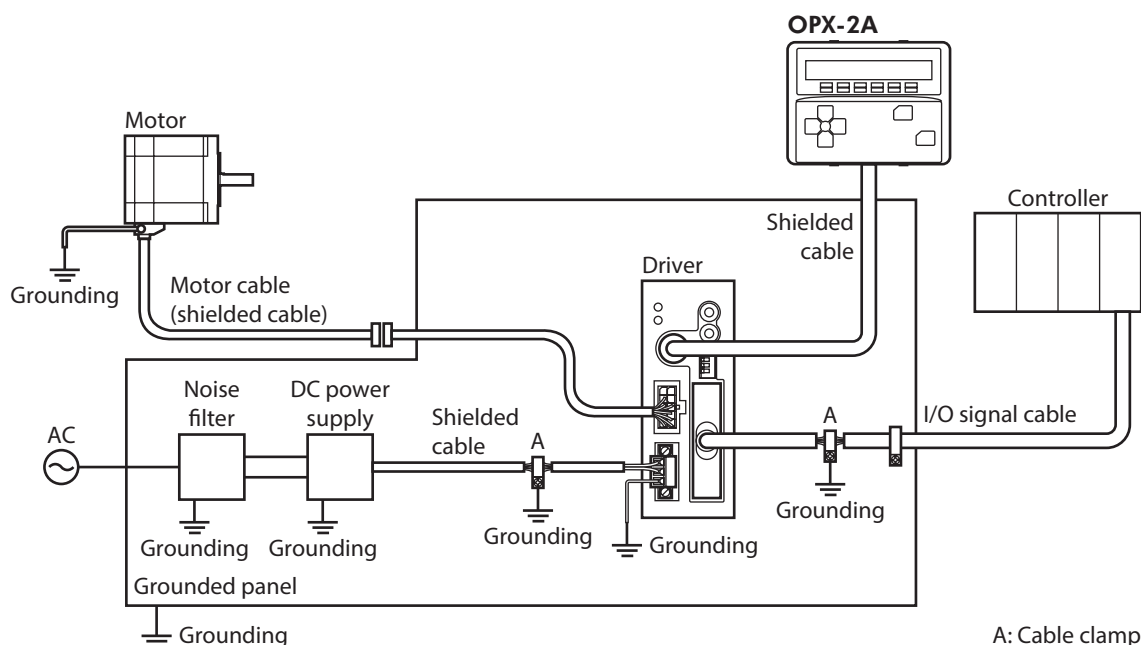 OPX-2A
Motor
Controller
Shielded
cable
Driver
Grounding
Motor cable
(shielded cable)
Noise
filter
DC power
supply
Shielded
cable
A
A
I/O signal cable
AC
Grounding
Grounding
Grounding
Grounding
Grounding
Grounded panel
Grounding
A: Cable clamp